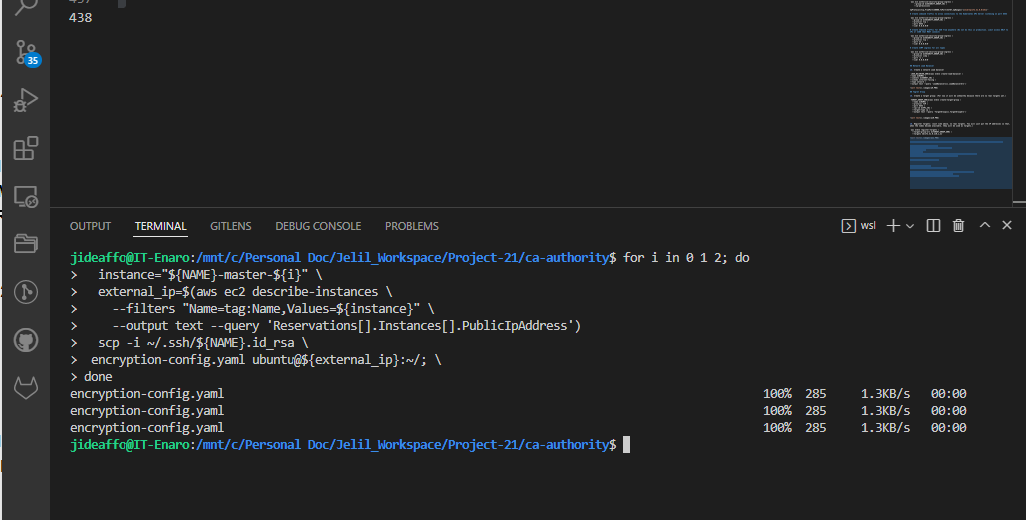 437
438
35
OUTPUT TERMINAL GITLENS DEBUG CONSOLE PROBLEMS wsl
jideaffo@IT-Enaro:/mnt/c/Personal Doc/Jelil_Workspace/Project-21/ca-authority$ for i in 0 1 2; do
> instance="${NAME}-master-${i}" \
> external_ip=$(aws ec2 describe-instances \
> --filters "Name=tag:Name,Values=${instance}" \
> --output text --query 'Reservations[].Instances[].PublicIpAddress')
> scp -i ~/.ssh/${NAME}.id_rsa \
> encryption-config.yaml ubuntu@${external_ip}:~/; \
> done
encryption-config.yaml 100% 285 1.3KB/s 00:00
encryption-config.yaml 100% 285 1.3KB/s 00:00
encryption-config.yaml 100% 285 1.3KB/s 00:00
jideaffo@IT-Enaro:/mnt/c/Personal Doc/Jelil_Workspace/Project-21/ca-authority$